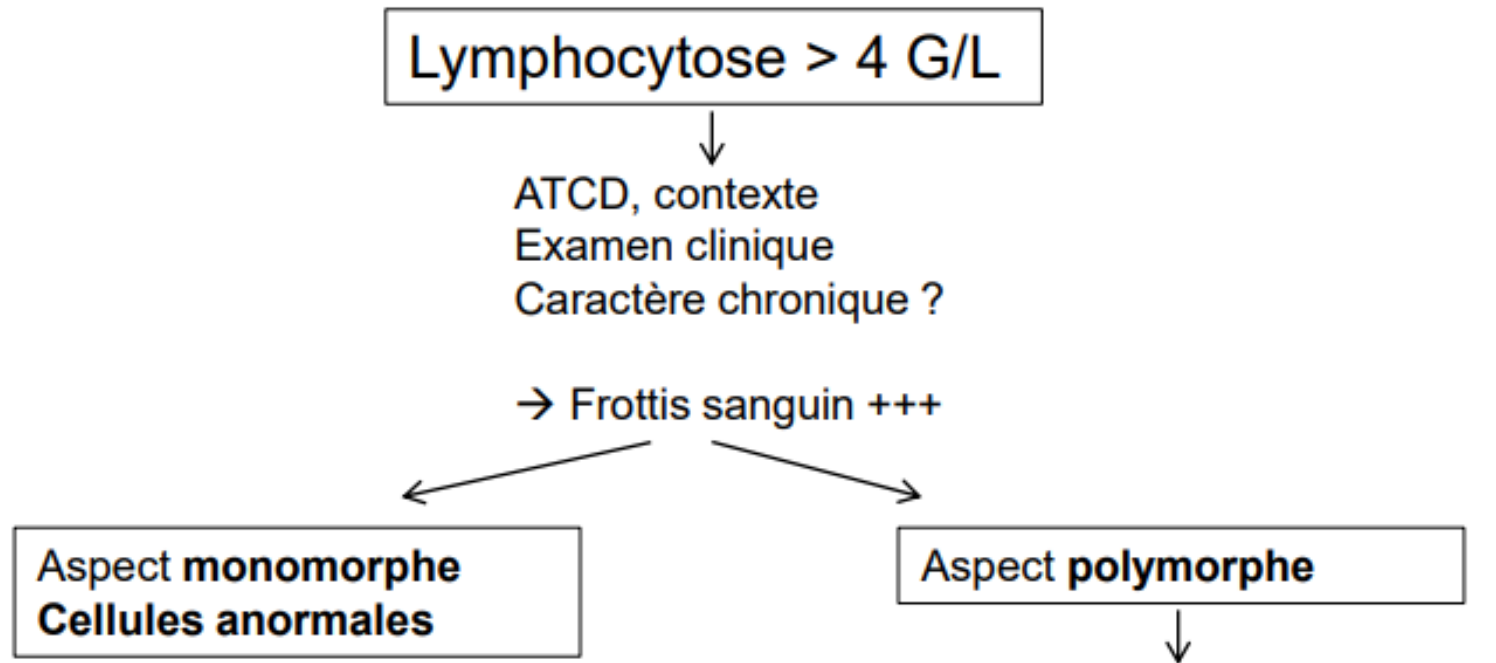 Lymphocytose > 4 G/L
ATCD, contexte
Examen clinique
Caractère chronique ?
→ Frottis sanguin +++
Aspect monomorphe
Cellules anormales
Aspect polymorphe